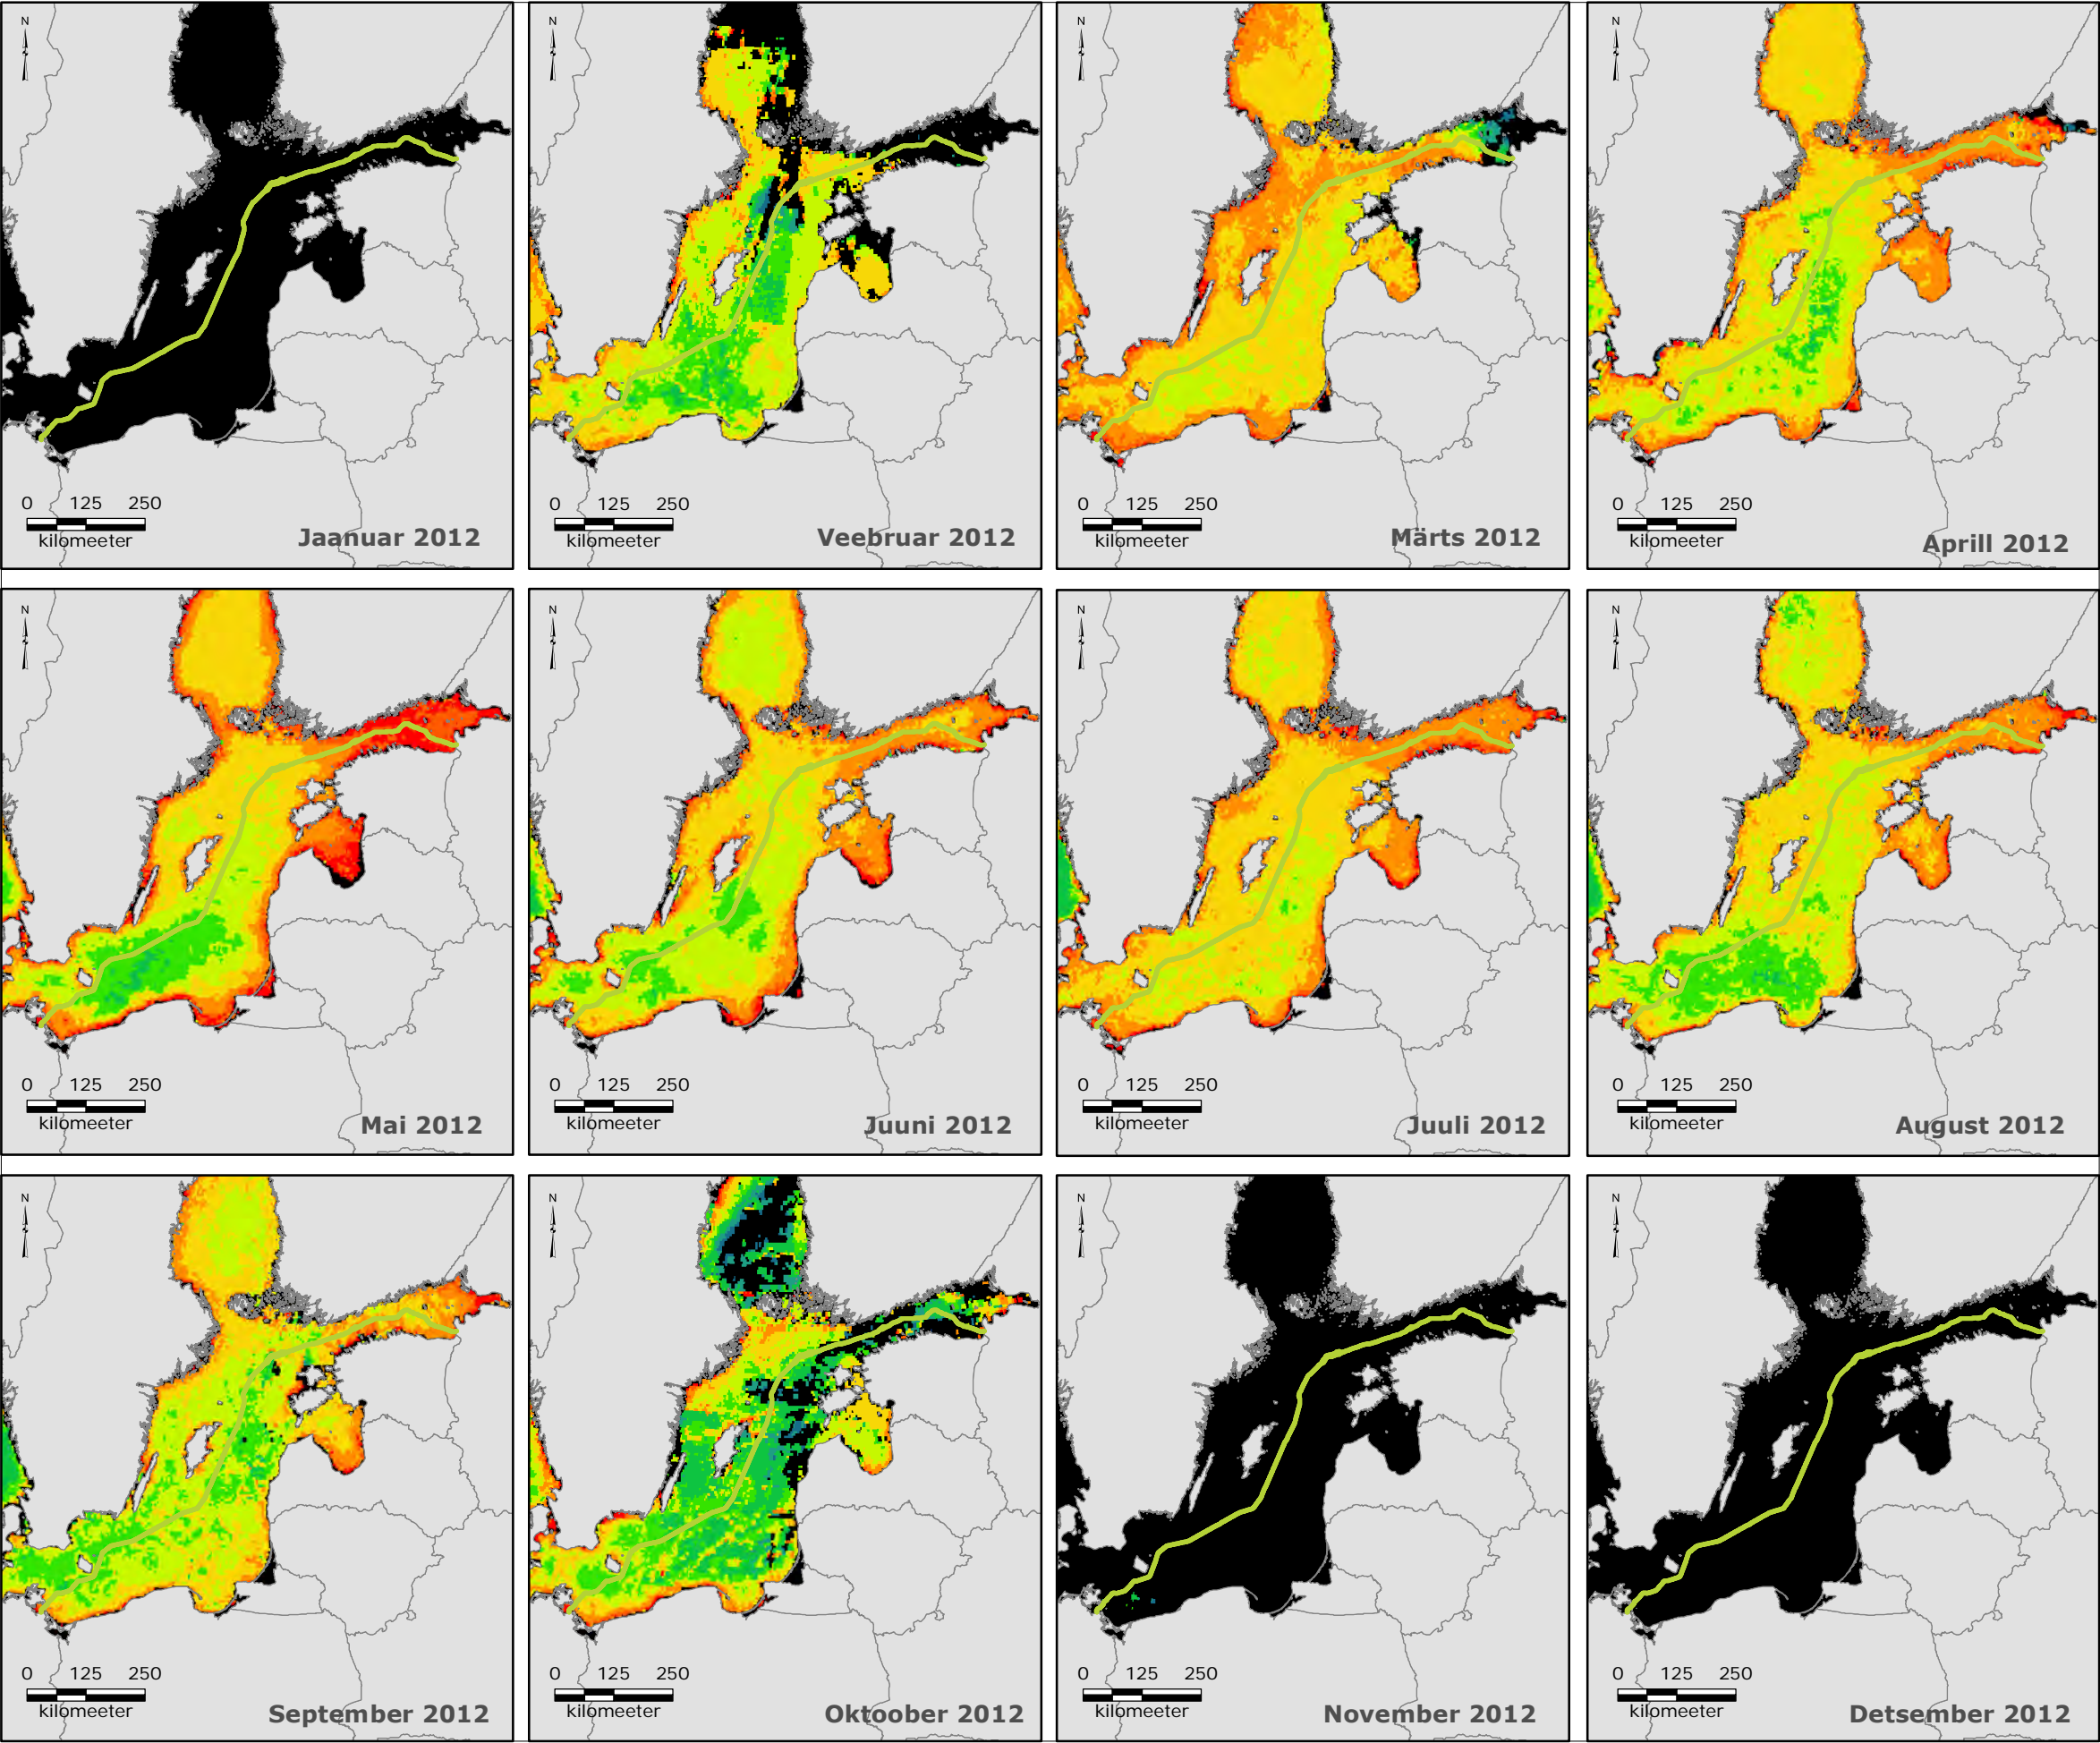 N
0 125 250
kilomeeter
Jaanuar 2012
N
0 125 250
kilomeeter
Veebruar 2012
N
0 125 250
kilomeeter
Märts 2012
N
0 125 250
kilomeeter
Aprill 2012
N
0 125 250
kilomeeter
Mai 2012
N
0 125 250
kilomeeter
Juuni 2012
N
0 125 250
kilomeeter
Juuli 2012
N
0 125 250
kilomeeter
August 2012
N
0 125 250
kilomeeter
September 2012
N
0 125 250
kilomeeter
Oktoober 2012
N
0 125 250
kilomeeter
November 2012
N
0 125 250
kilomeeter
Detsember 2012